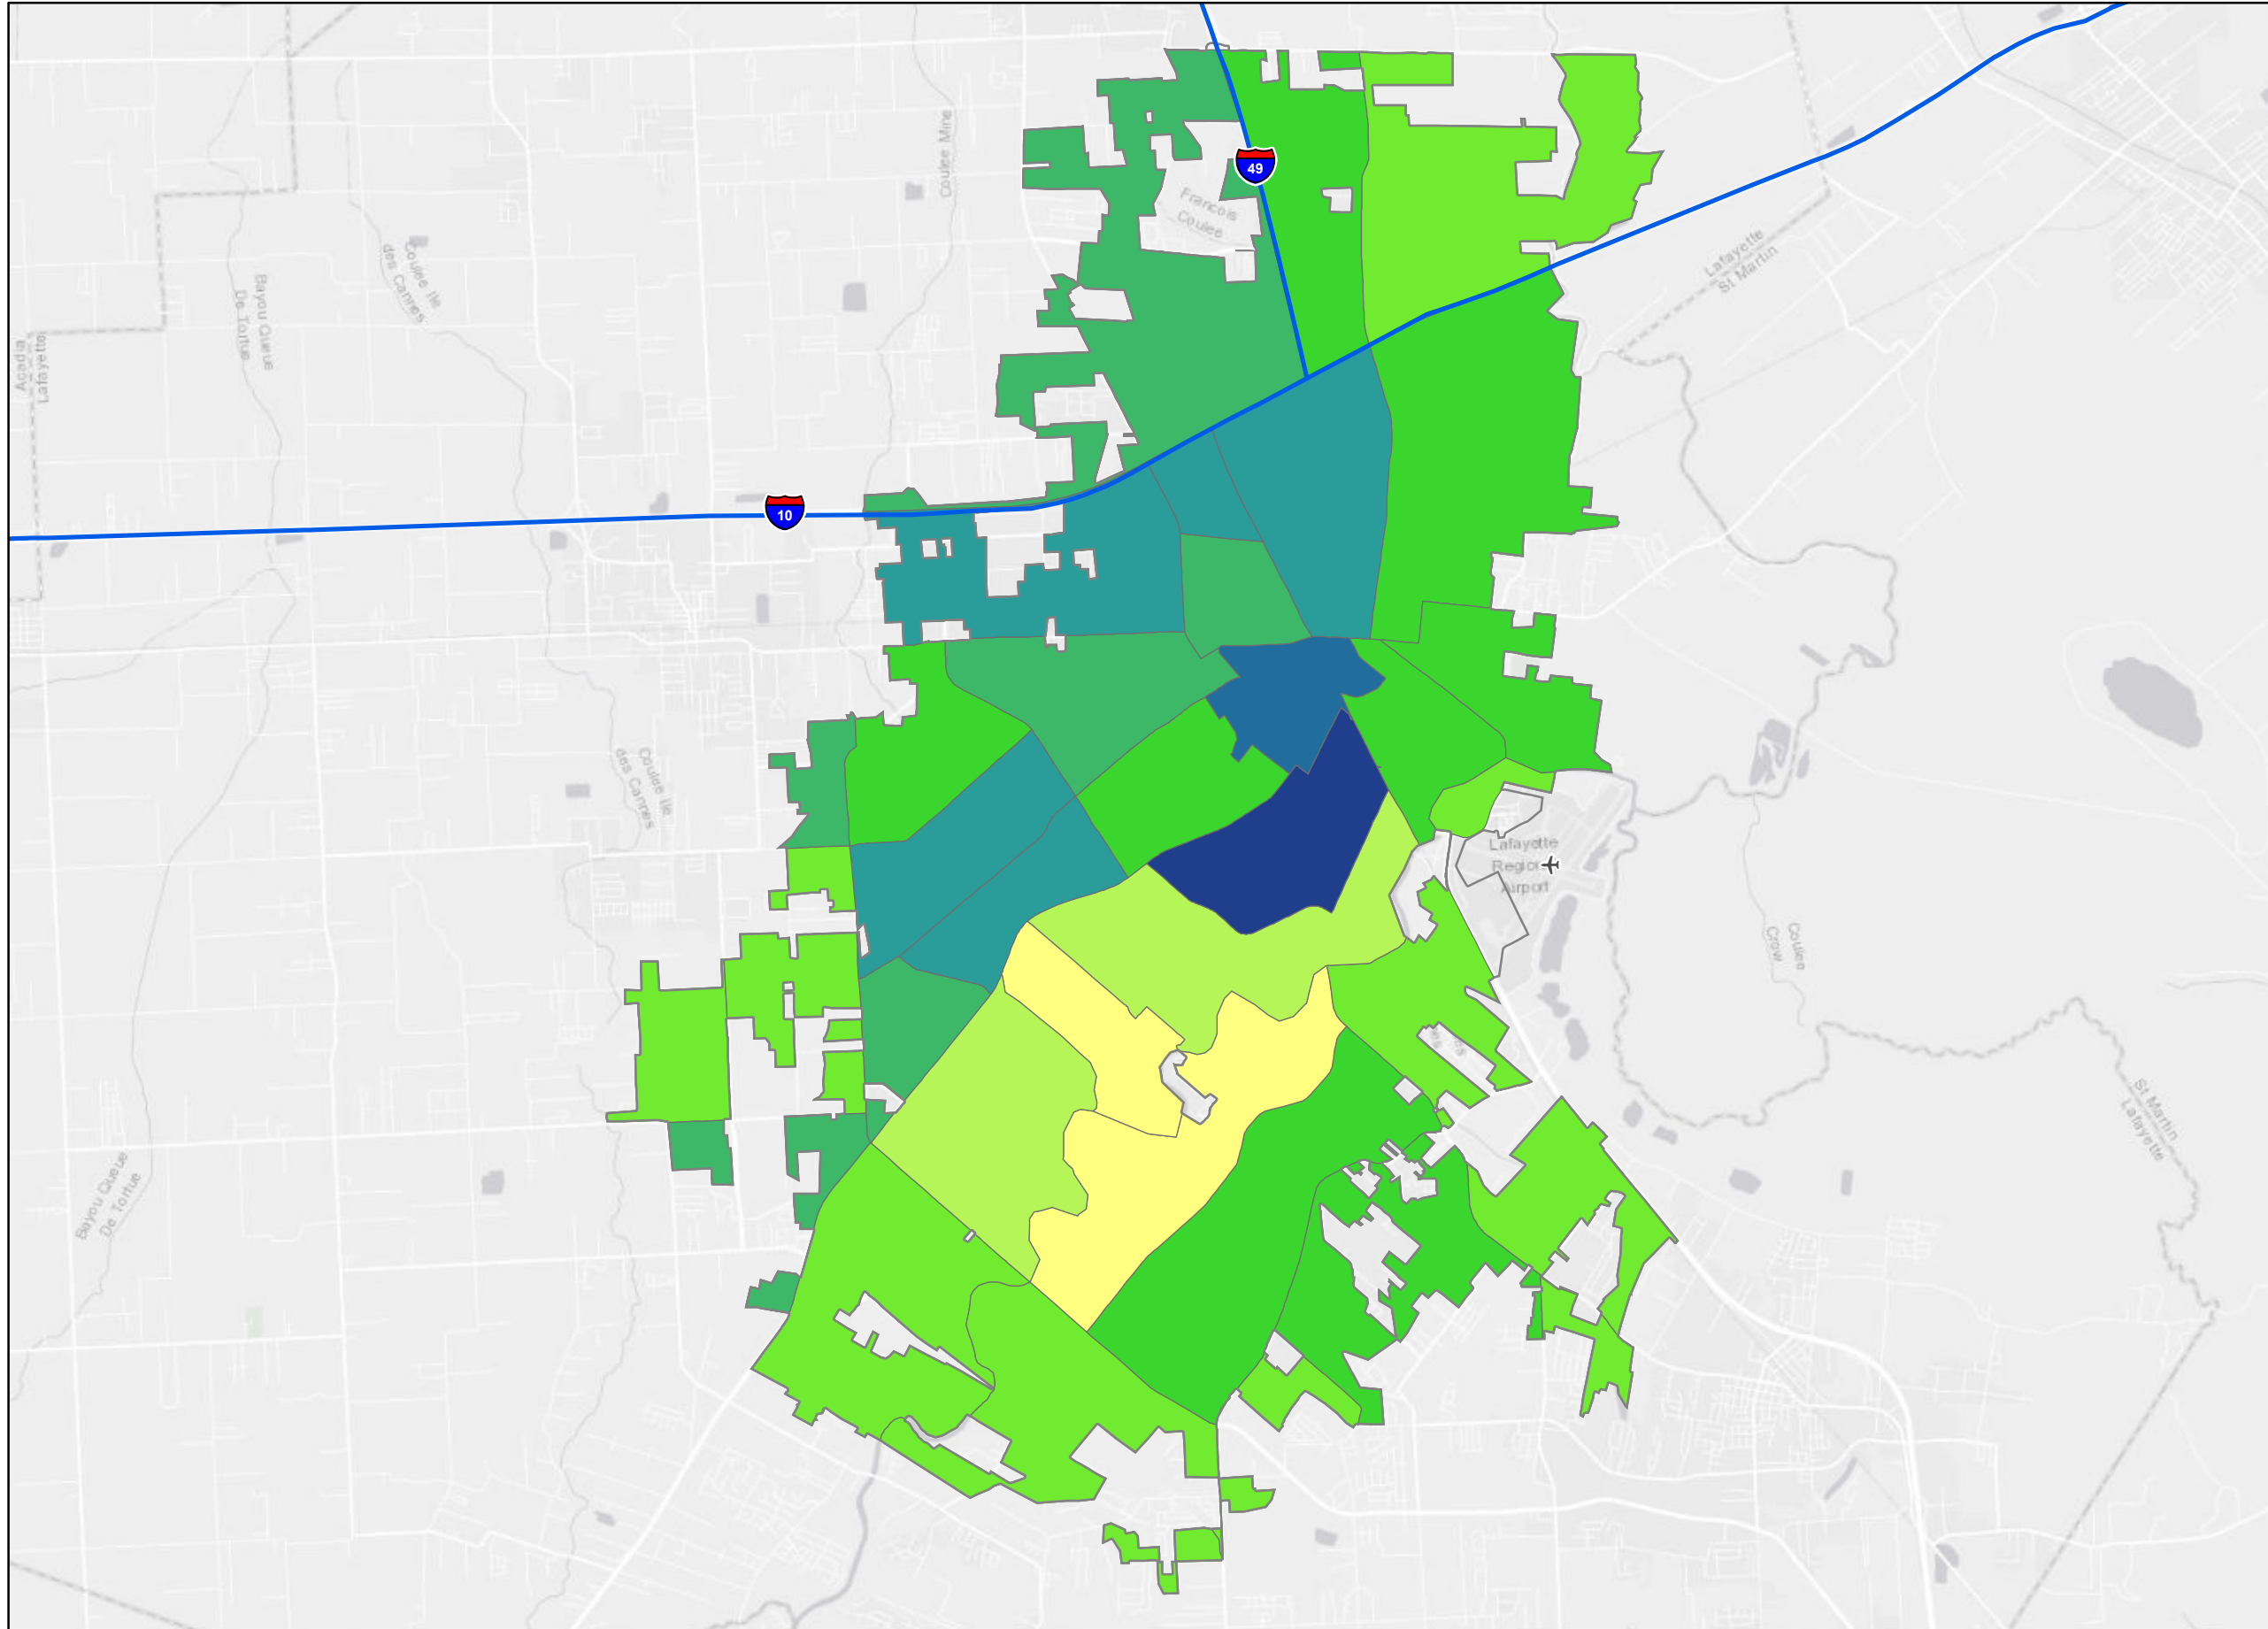 Coulee Mine
49
Francois
Coulee
Lafayette
St Martin
Coulee Ile
des Cannes
Bayou Queue
De Tortue
Acadia
Lafayette
10
Coulee Ile
des Cannes
Lafayette
Regional
Airport
Coulee
Crow
St Martin
Lafayette
Bayou Queue
De Tortue